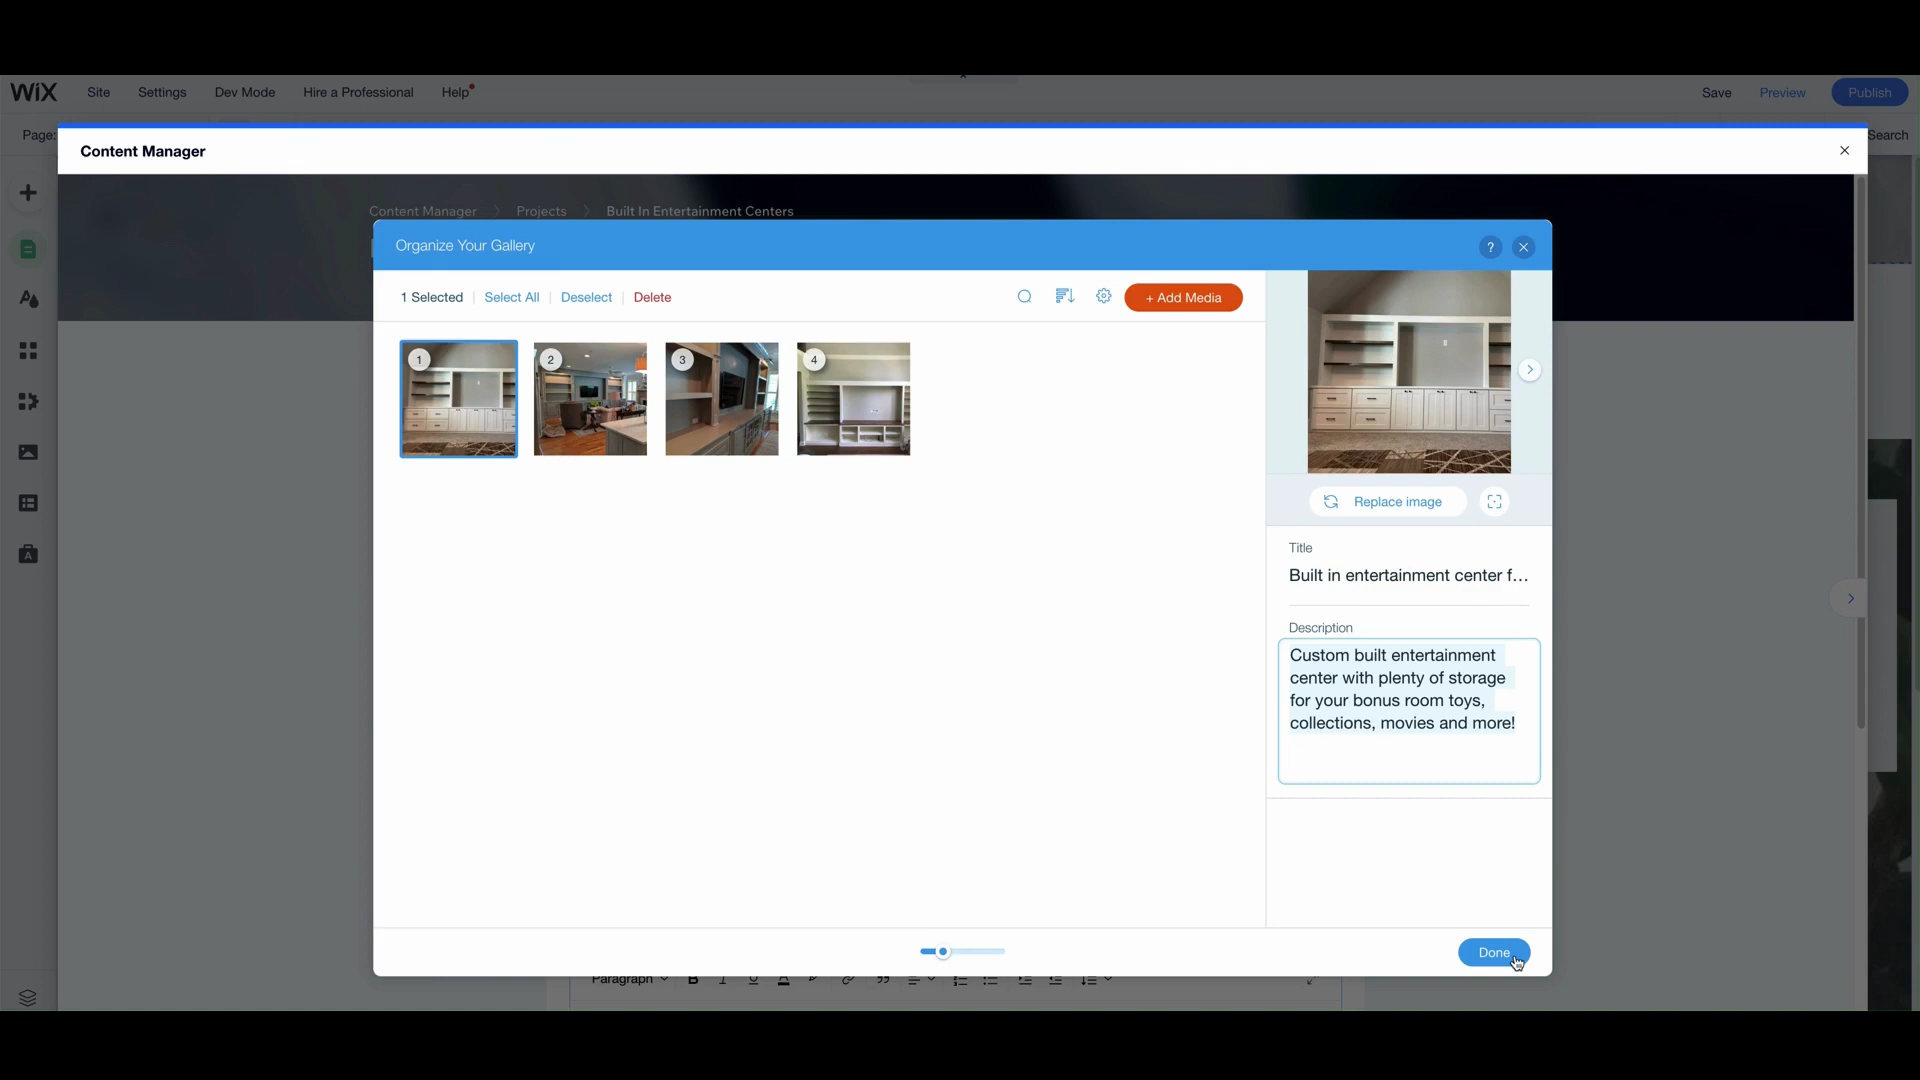 WiX Site Settings Dev Mode Hire a Professional Help Save Preview Publish
Page: Search
Content Manager
Content Manager Projects Built In Entertainment Centers
Organize Your Gallery
1 Selected Select All Deselect Delete + Add Media
1 2 3 4
Replace image
Title
Built in entertainment center f...
Description
Custom built entertainment
center with plenty of storage
for your bonus room toys,
collections, movies and more!
Done
Paragraph